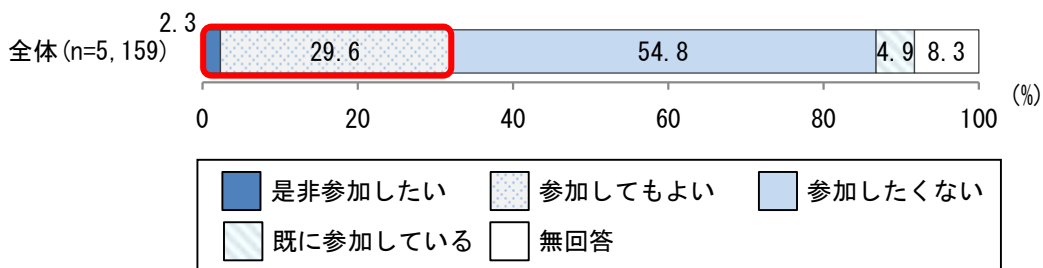 2.3
全体(n=5,159) 29.6 54.8 4.9 8.3
(%)
0 20 40 60 80 100
是非参加したい 参加してもよい 参加したくない
既に参加している 無回答